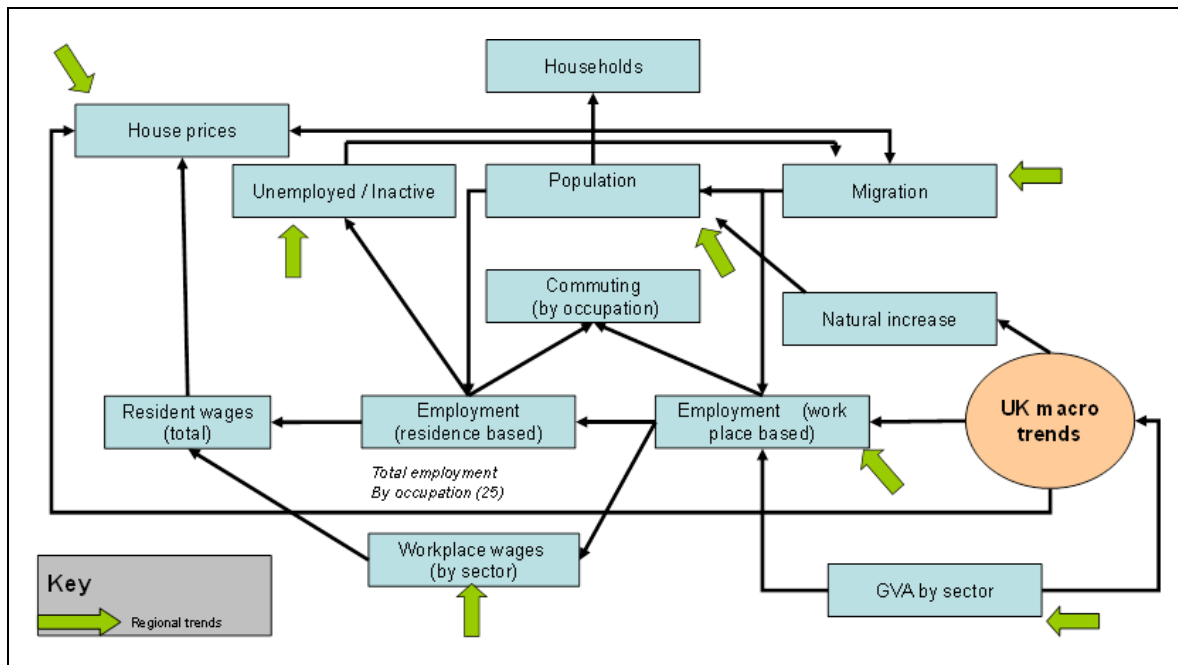 Households
House prices
Unemployed / Inactive
Population
Migration
Commuting
(by occupation)
Natural increase
Resident wages
(total)
Employment
(residence based)
Employment (work
place based)
UK macro
trends
Total employment
By occupation (25)
Workplace wages
(by sector)
GVA by sector
Key
Regional trends